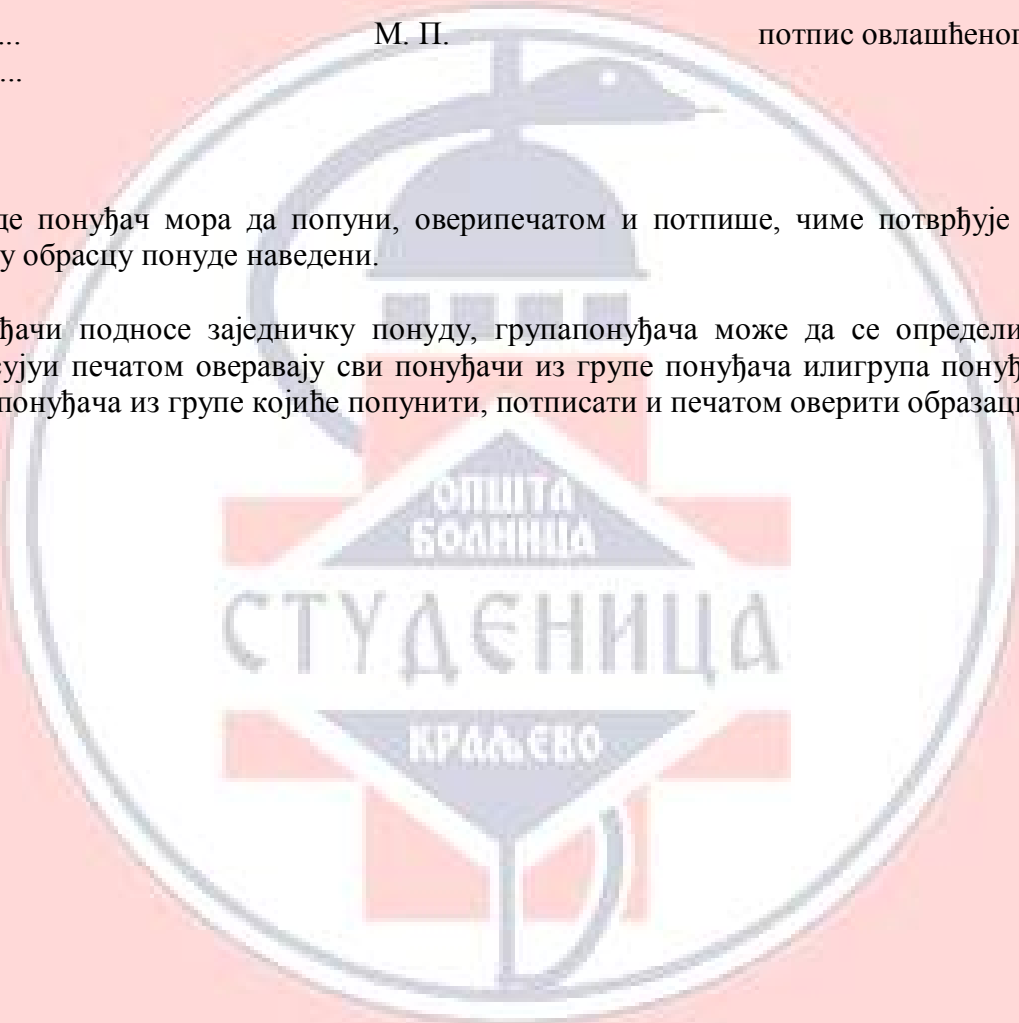 ... М. П. потпис овлашћеног
...
де понуђач мора да попуни, оверипечатом и потпише, чиме потврђује
у обрасцу понуде наведени.
ђачи подносе заједничку понуду, групапонуђача може да се определи
ујуи печатом оверавају сви понуђачи из групе понуђача илигрупа понуђ
понуђача из групе којиће попунити, потписати и печатом оверити образац
ОПШТА
БОЛНИЦА
СТУДЕНИЦА
КРАЉЕВО